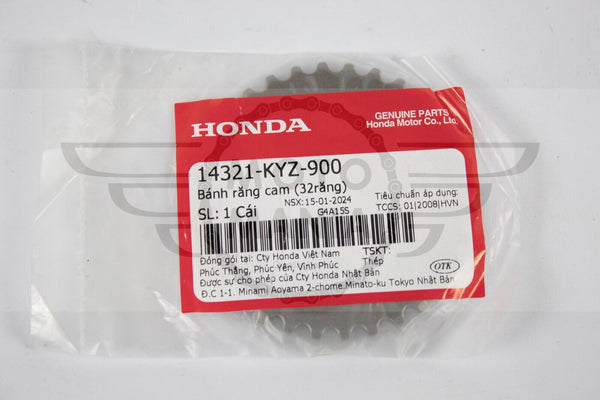 HONDA
GENUINE PARTS
Honda Motor Co., Ltd.
14321-KYZ-900
Bánh răng cam (32răng)
NSX:15-01-2024
Tiêu chuẩn áp dụng:
SL: 1 Cái
G4A15S
TCCS: 01|2008|HVN
Đóng gói tại: Cty Honda Việt Nam
TSKT:
Phúc Thắng, Phúc Yên, Vĩnh Phúc
Thép
OTK
Được sự cho phép của Cty Honda Nhật Bản
Đ.C 1-1. Minami Aoyama 2-chome.Minato-ku Tokyo Nhật Bản
MOTO